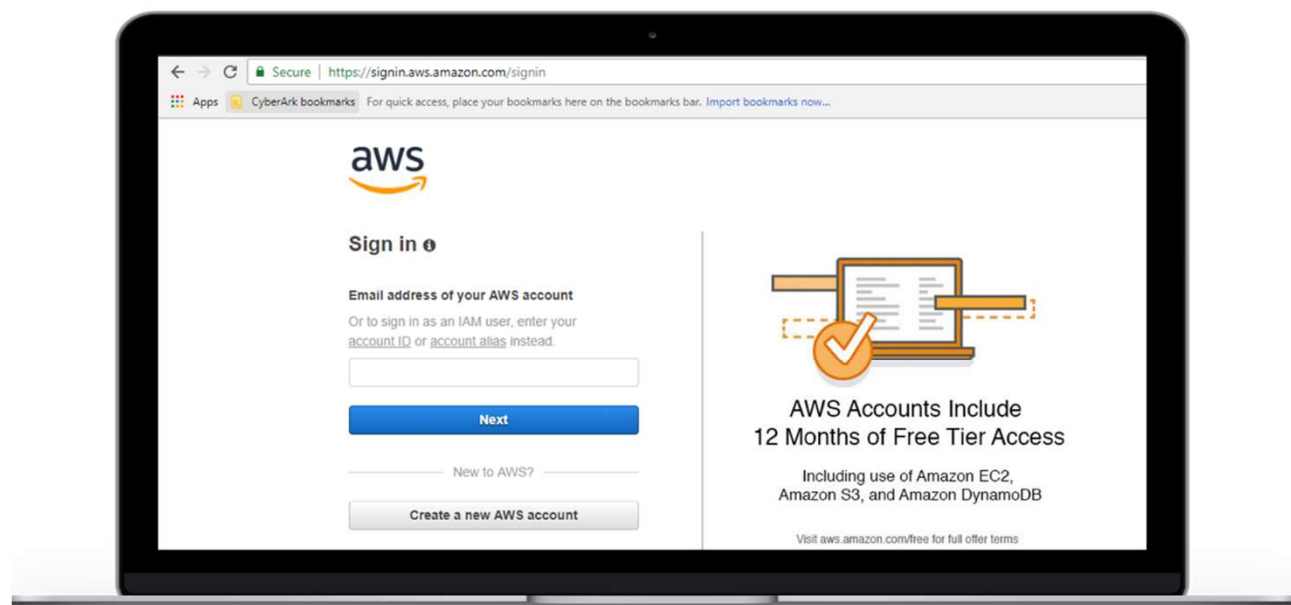 Secure | https://signin.aws.amazon.com/signin
Apps CyberArk bookmarks For quick access, place your bookmarks here on the bookmarks bar. Import bookmarks now...
aws
Sign in
Email address of your AWS account
Or to sign in as an IAM user, enter your
account ID or account alias instead.
Next
New to AWS?
Create a new AWS account
AWS Accounts Include
12 Months of Free Tier Access
Including use of Amazon EC2,
Amazon S3, and Amazon DynamoDB
Visit aws.amazon.com/free for full offer terms